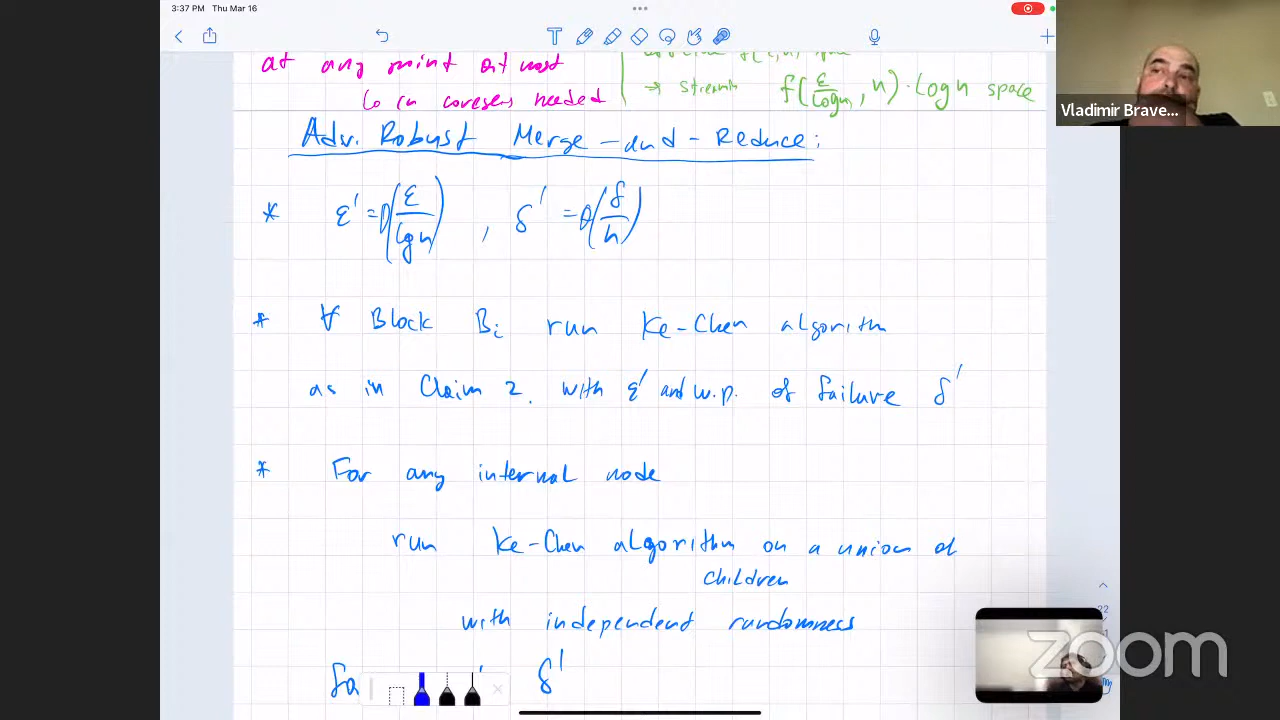 3:37 PM Thu Mar 16
at any point at most
log n coresets needed
→ stream f(ε/log n, n) · log n space
Adv. Robust Merge-and-Reduce:
* ε' = θ(ε/log n) , δ' = θ(δ/n)
* ∀ Block Bi run Ke-Chen algorithm
as in Claim 2. with ε' and w.p. of failure δ'
* For any internal node
run Ke-Chen algorithm on a union of
children
with independent randomness
δ'
Vladimir Brave...
zoom